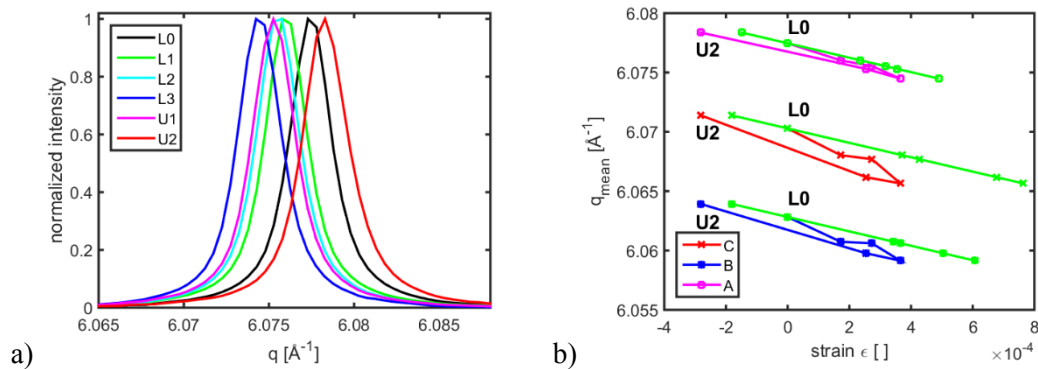 normalized intensity
1
0.8
0.6
0.4
0.2
0
L0
L1
L2
L3
U1
U2
6.065
6.07
6.075
6.08
6.085
q [Å⁻¹]
a)
q_mean [Å⁻¹]
6.08
6.075
6.07
6.065
6.06
6.055
L0
U2
L0
U2
L0
U2
C
B
A
-4
-2
0
2
4
6
8
strain ϵ [ ]
×10⁻⁴
b)